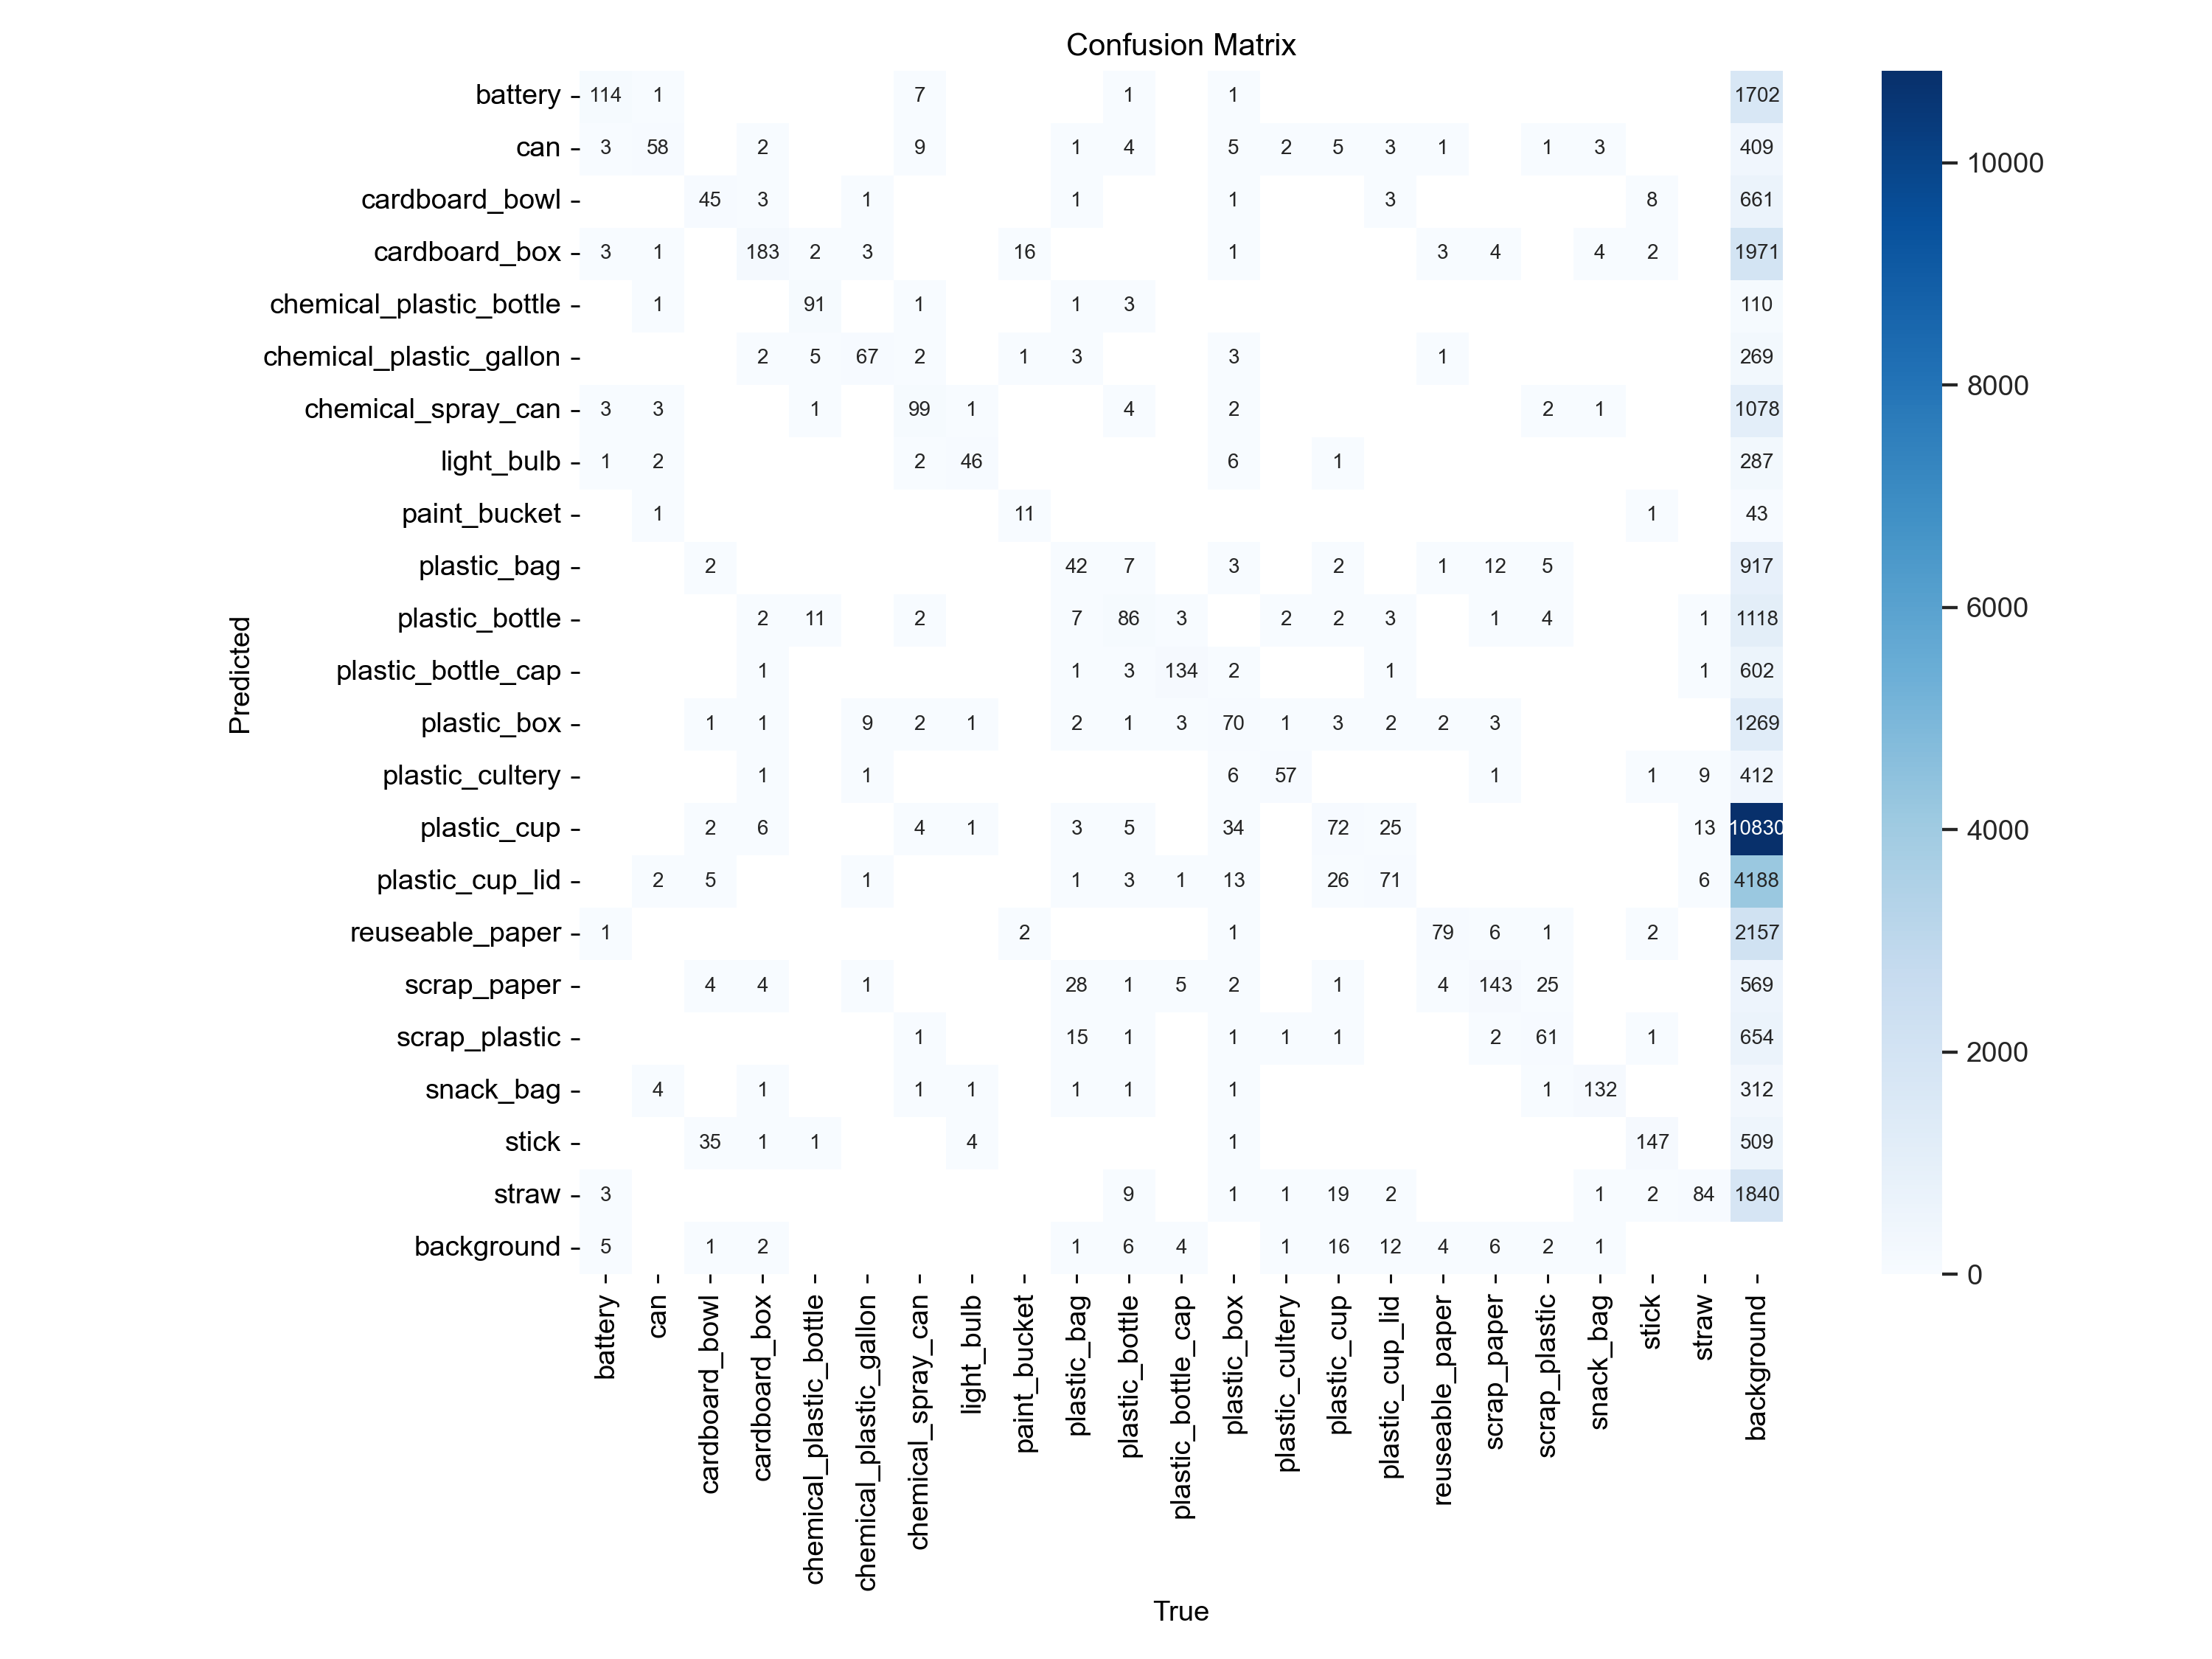 Confusion Matrix
battery 114 1 7 1 1 1702
can 3 58 2 9 1 4 5 2 5 3 1 1 3 409
cardboard_bowl 45 3 1 1 1 3 8 661
cardboard_box 3 1 183 2 3 16 1 3 4 4 2 1971
chemical_plastic_bottle 1 91 1 1 3 110
chemical_plastic_gallon 2 5 67 2 1 3 3 1 269
chemical_spray_can 3 3 1 99 1 4 2 2 1 1078
light_bulb 1 2 2 46 6 1 287
paint_bucket 1 11 1 43
plastic_bag 2 42 7 3 2 1 12 5 917
plastic_bottle 2 11 2 7 86 3 2 2 3 1 4 1 1118
plastic_bottle_cap 1 1 3 134 2 1 1 602
plastic_box 1 1 9 2 1 2 1 3 70 1 3 2 2 3 1269
plastic_cultery 1 1 6 57 1 1 9 412
plastic_cup 2 6 4 1 3 5 34 72 25 13 10830
plastic_cup_lid 2 5 1 1 3 1 13 26 71 6 4188
reuseable_paper 1 2 1 79 6 1 2 2157
scrap_paper 4 4 1 28 1 5 2 1 4 143 25 569
scrap_plastic 1 15 1 1 1 1 2 61 1 654
snack_bag 4 1 1 1 1 1 1 1 132 312
stick 35 1 1 4 1 147 509
straw 3 9 1 1 19 2 1 2 84 1840
background 5 1 2 1 6 4 1 16 12 4 6 2 1
Predicted
battery
can
cardboard_bowl
cardboard_box
chemical_plastic_bottle
chemical_plastic_gallon
chemical_spray_can
light_bulb
paint_bucket
plastic_bag
plastic_bottle
plastic_bottle_cap
plastic_box
plastic_cultery
plastic_cup
plastic_cup_lid
reuseable_paper
scrap_paper
scrap_plastic
snack_bag
stick
straw
background
True
10000
8000
6000
4000
2000
0